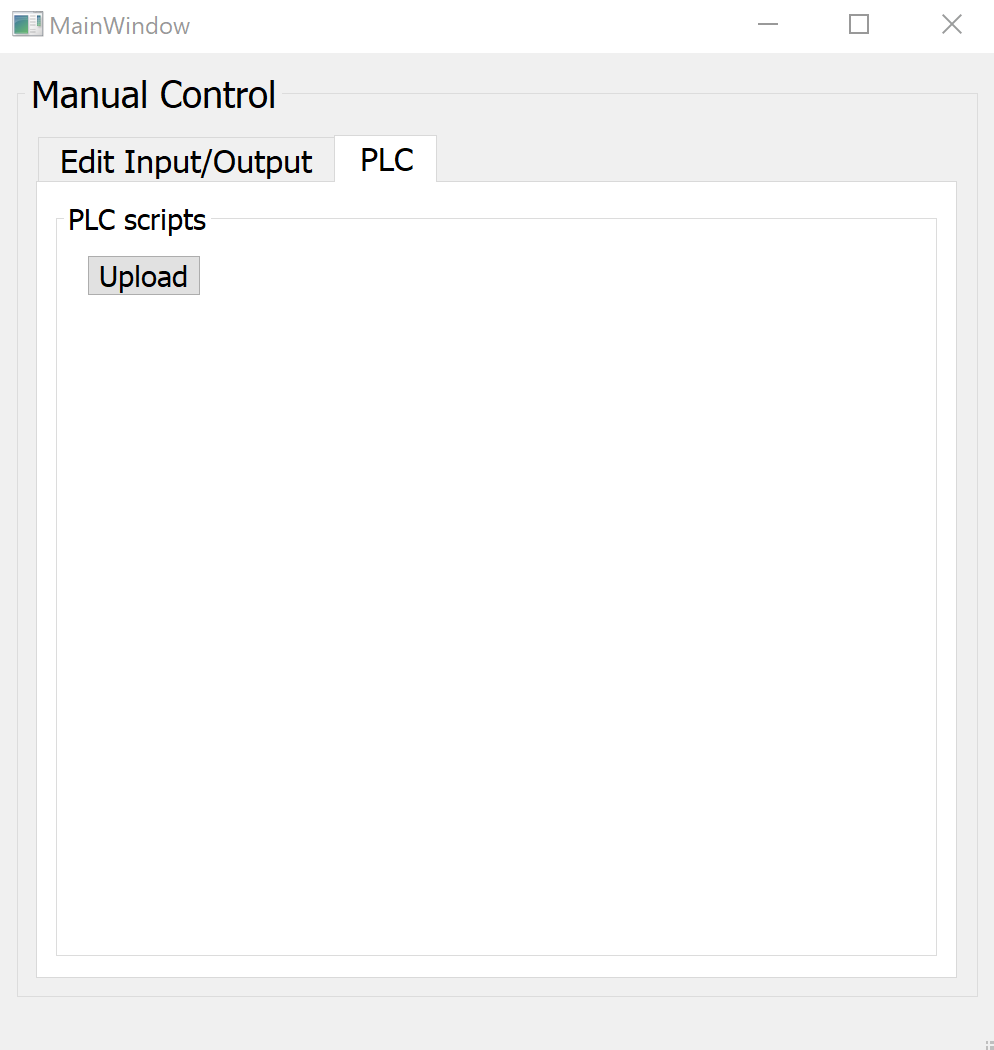 MainWindow
Manual Control
Edit Input/Output PLC
PLC scripts
Upload